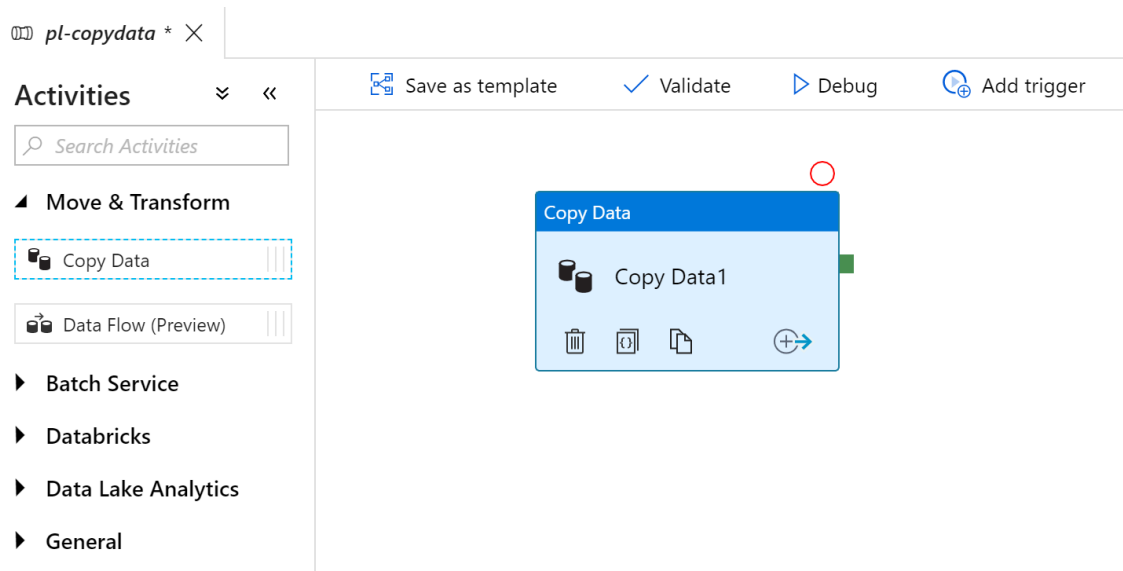 pl-copydata *
Activities
Save as template
Validate
Debug
Add trigger
Search Activities
Move & Transform
Copy Data
Data Flow (Preview)
Batch Service
Databricks
Data Lake Analytics
General
Copy Data
Copy Data1
{}